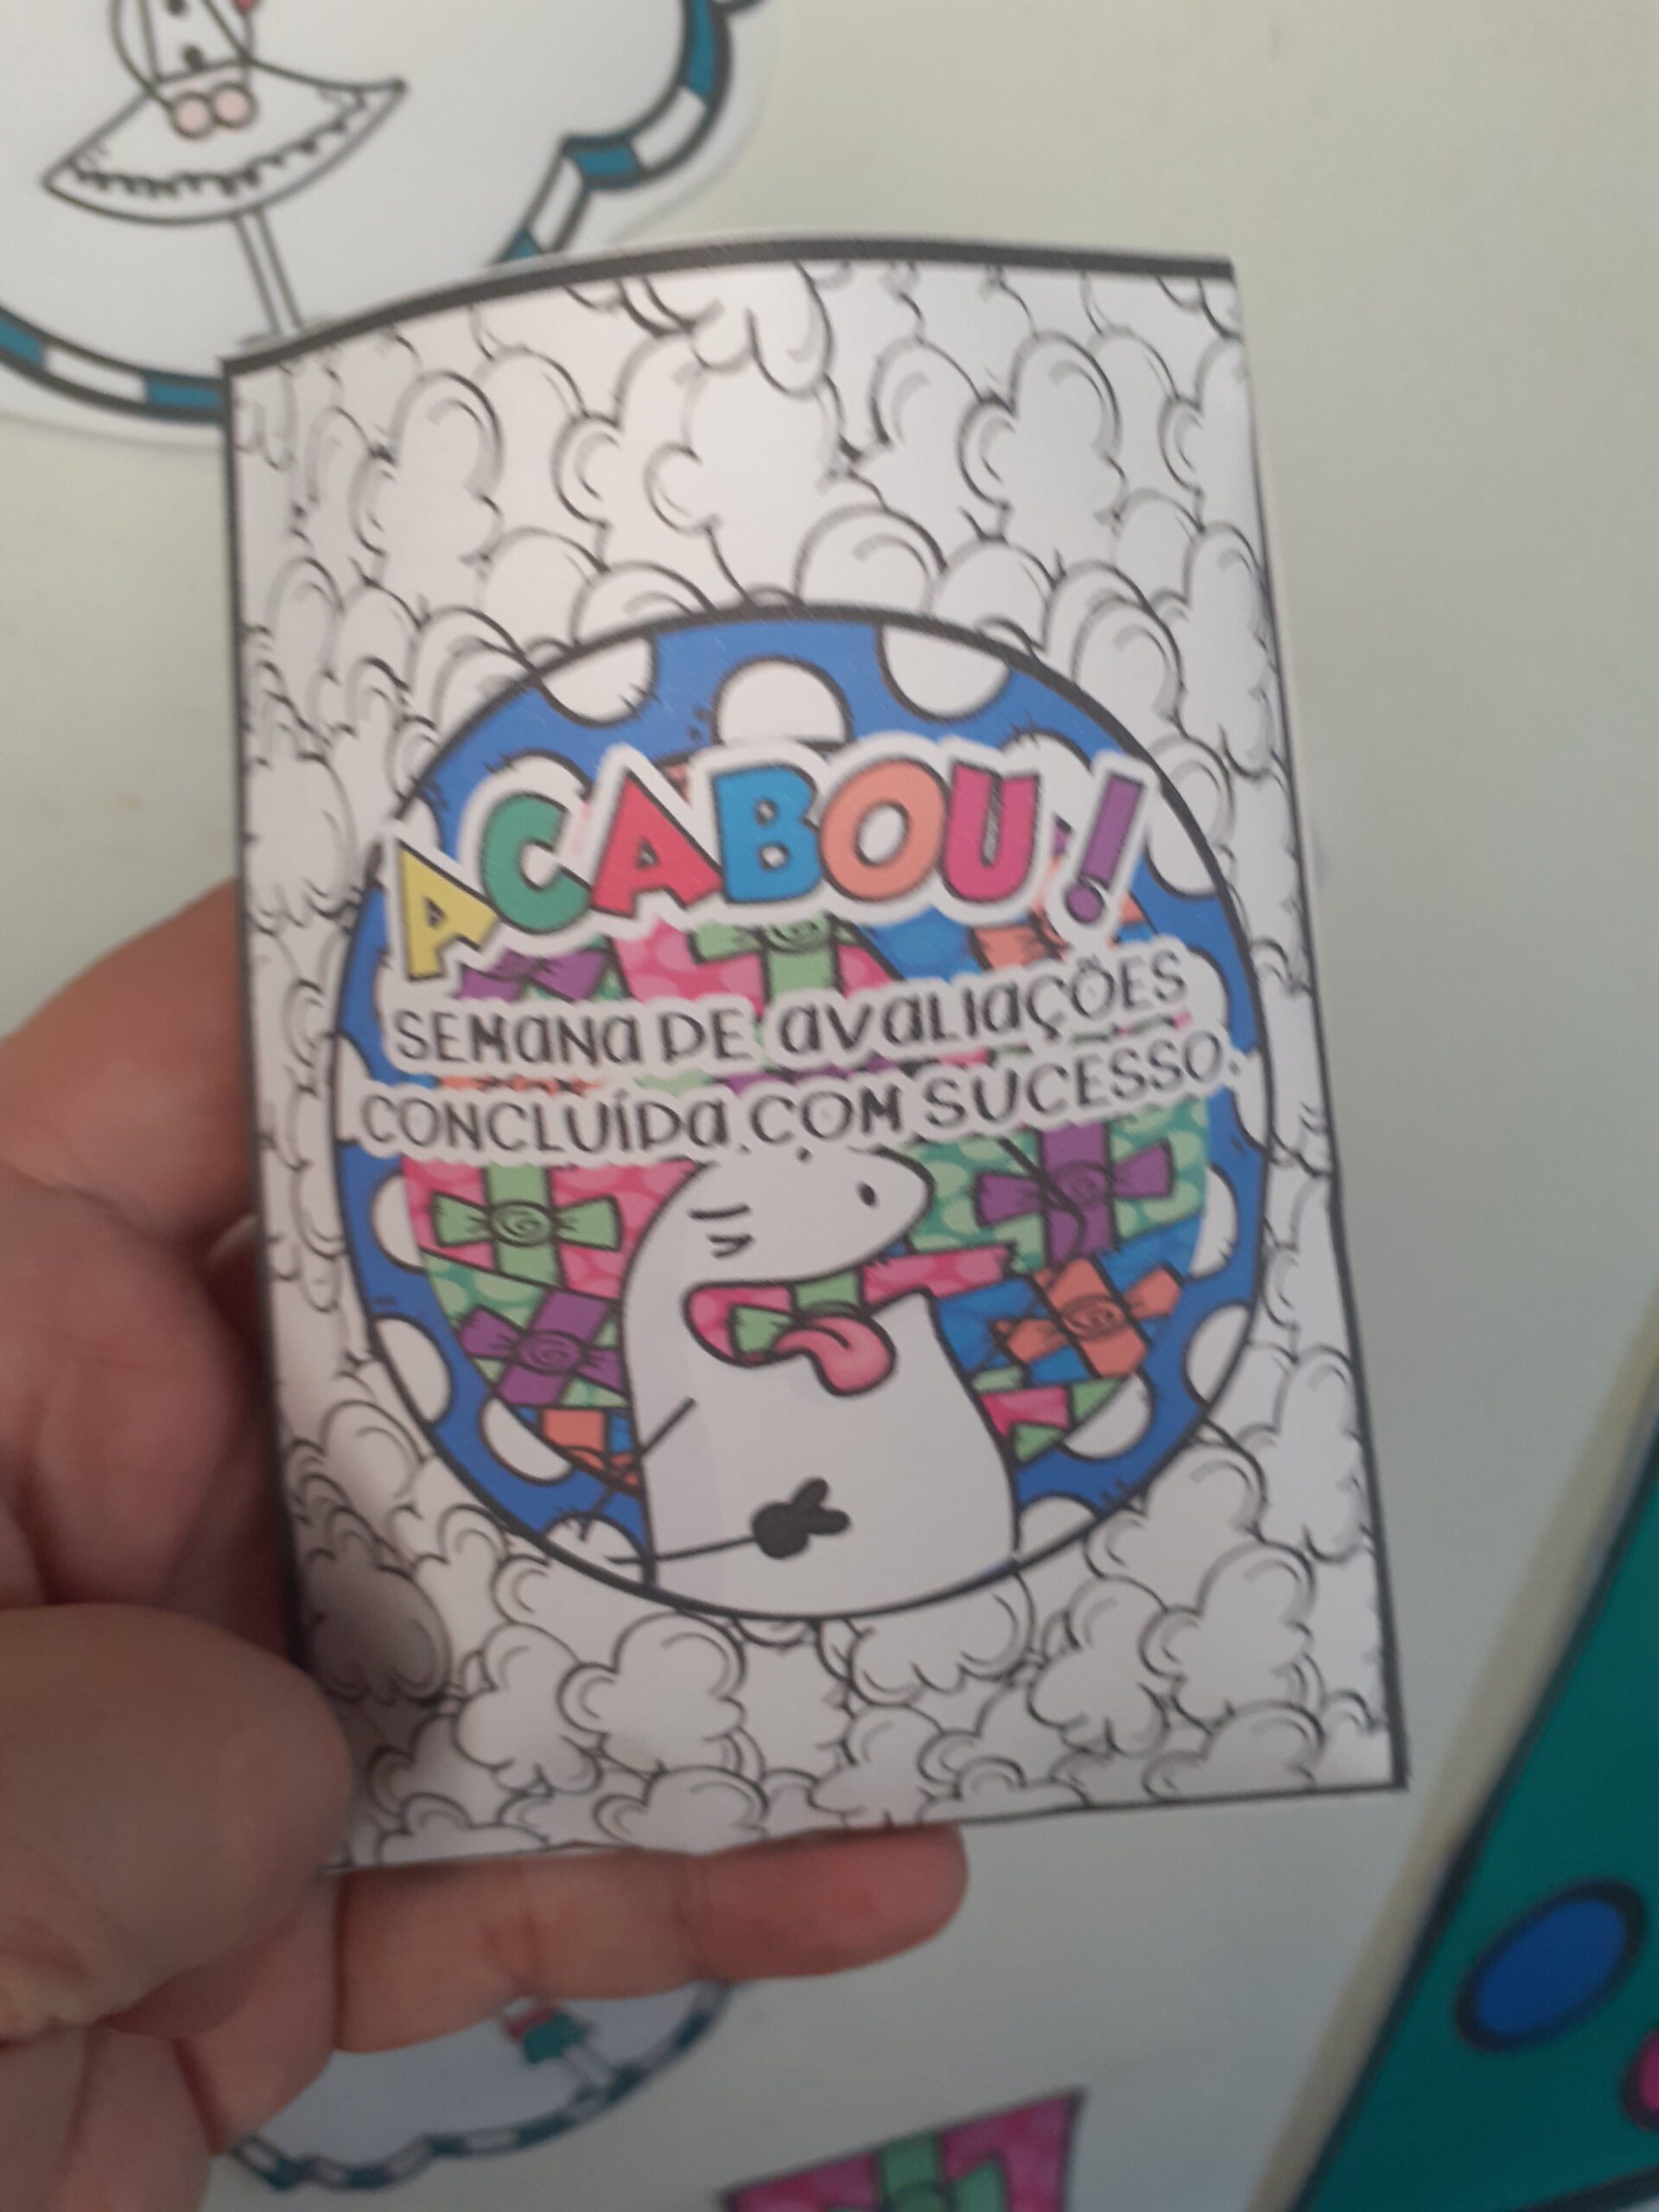 ACABOU!
SEMANA DE AVALIAÇÕES
CONCLUÍDA COM SUCESSO.